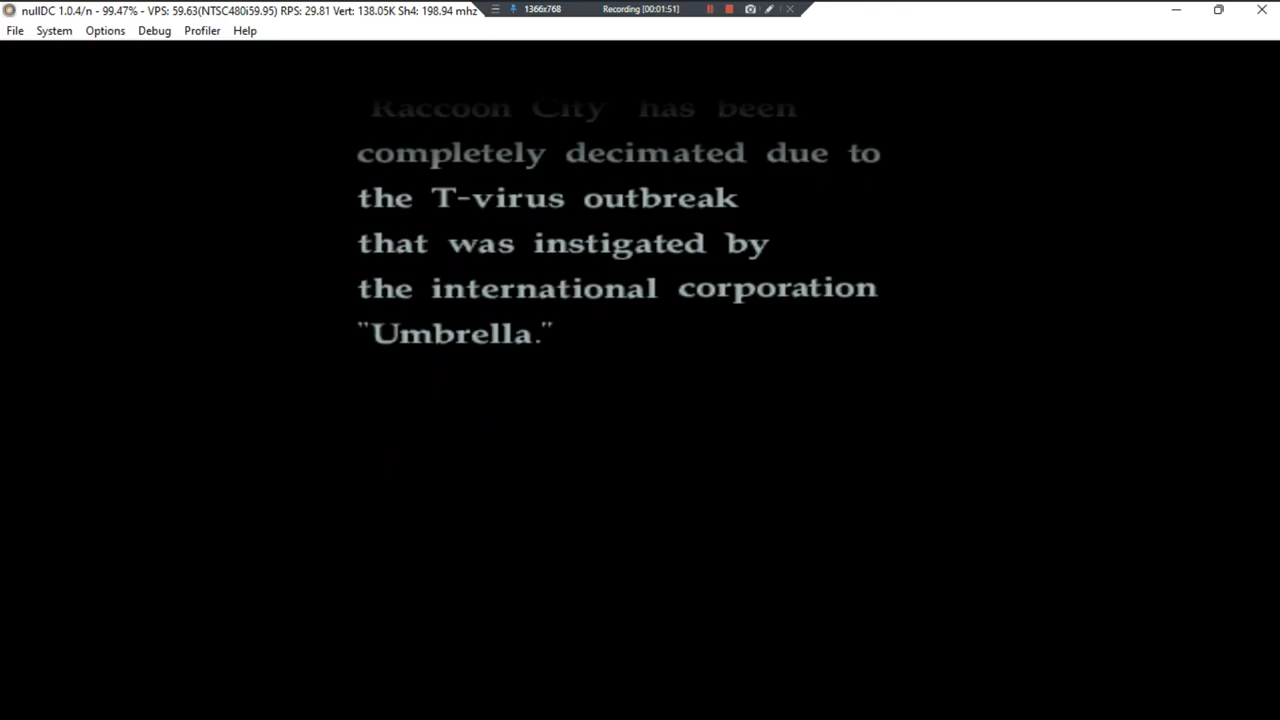 nullDC 1.0.4/n - 99.47% - VPS: 59.63(NTSC480i59.95) RPS: 29.81 Vert: 138.05K Sh4: 198.94 mhz
1366x768
Recording [00:01:51]
File System Options Debug Profiler Help
Raccoon City has been
completely decimated due to
the T-virus outbreak
that was instigated by
the international corporation
"Umbrella."